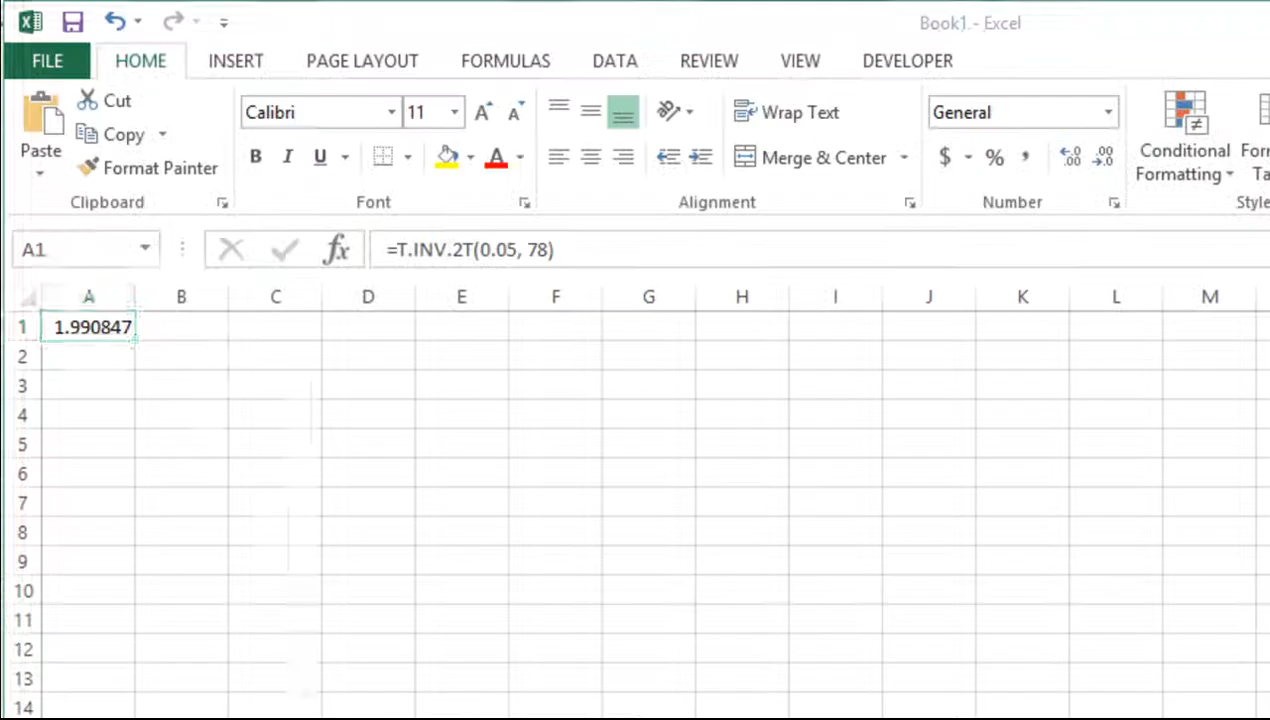 Book1 - Excel
FILE HOME INSERT PAGE LAYOUT FORMULAS DATA REVIEW VIEW DEVELOPER
Cut
Copy
Format Painter
Paste
Clipboard
Calibri 11
B I U A
Font
Wrap Text
Merge & Center
Alignment
General
$ % ,
Number
Conditional
Formatting
A1 fx =T.INV.2T(0.05, 78)
A B C D E F G H I J K L M
1 1.990847
2
3
4
5
6
7
8
9
10
11
12
13
14